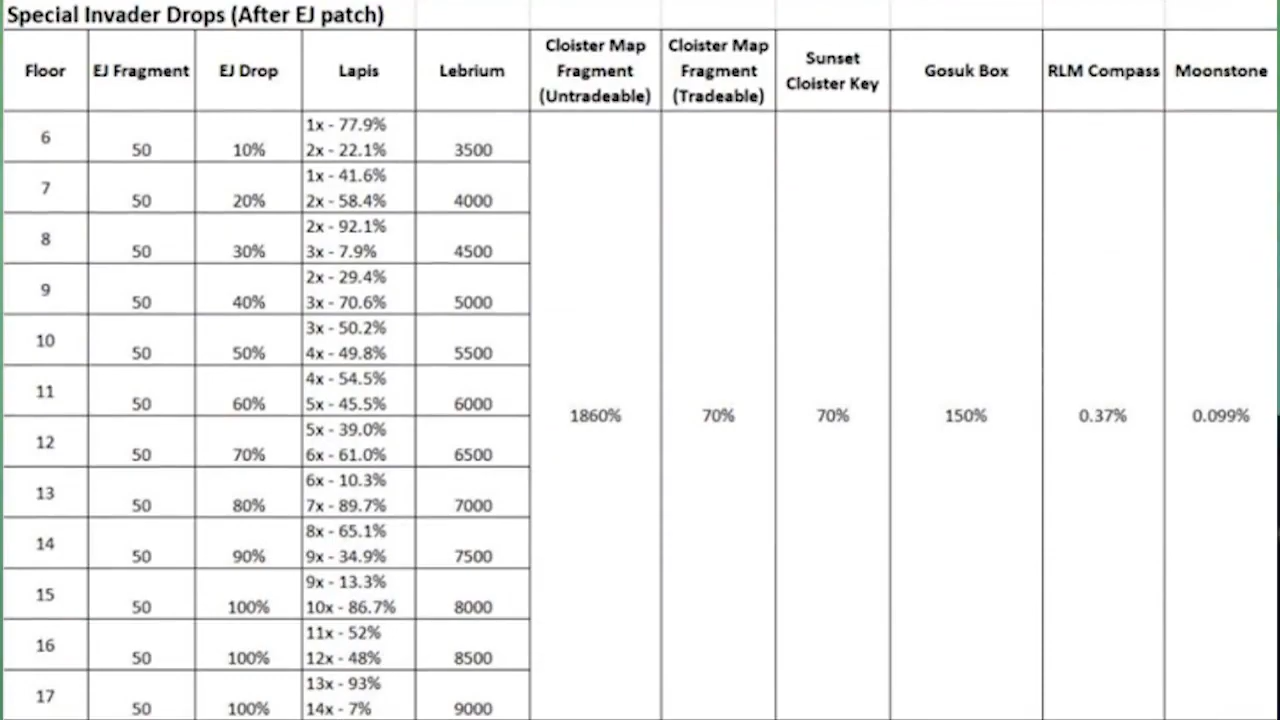 Special Invader Drops (After EJ patch)
Floor EJ Fragment EJ Drop Lapis Lebrium Cloister Map Fragment (Untradeable) Cloister Map Fragment (Tradeable) Sunset Cloister Key Gosuk Box RLM Compass Moonstone
6 50 10% 1x - 77.9%
2x - 22.1% 3500
7 50 20% 1x - 41.6%
2x - 58.4% 4000
8 50 30% 2x - 92.1%
3x - 7.9% 4500
9 50 40% 2x - 29.4%
3x - 70.6% 5000
10 50 50% 3x - 50.2%
4x - 49.8% 5500
11 50 60% 4x - 54.5%
5x - 45.5% 6000
12 50 70% 5x - 39.0%
6x - 61.0% 6500
13 50 80% 6x - 10.3%
7x - 89.7% 7000
14 50 90% 8x - 65.1%
9x - 34.9% 7500
15 50 100% 9x - 13.3%
10x - 86.7% 8000
16 50 100% 11x - 52%
12x - 48% 8500
17 50 100% 13x - 93%
14x - 7% 9000
1860% 70% 70% 150% 0.37% 0.099%